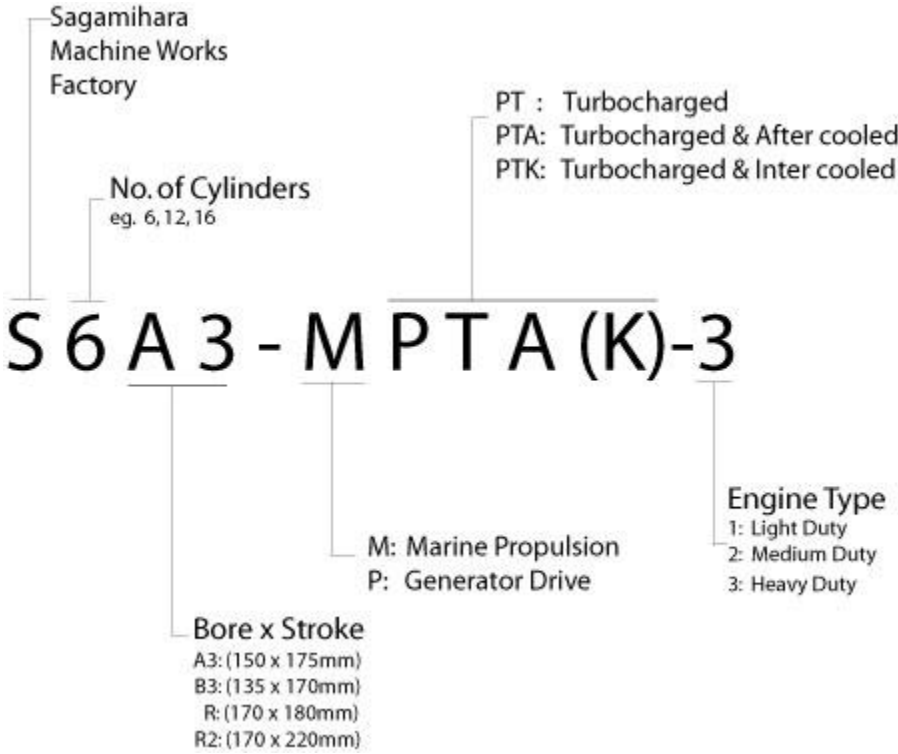 Sagamihara
Machine Works
Factory
PT : Turbocharged
PTA: Turbocharged & After cooled
PTK: Turbocharged & Inter cooled
No. of Cylinders
eg. 6, 12, 16
S 6 A 3 - M P T A (K)-3
Engine Type
1: Light Duty
2: Medium Duty
3: Heavy Duty
M: Marine Propulsion
P: Generator Drive
Bore x Stroke
A3: (150 x 175mm)
B3: (135 x 170mm)
R: (170 x 180mm)
R2: (170 x 220mm)